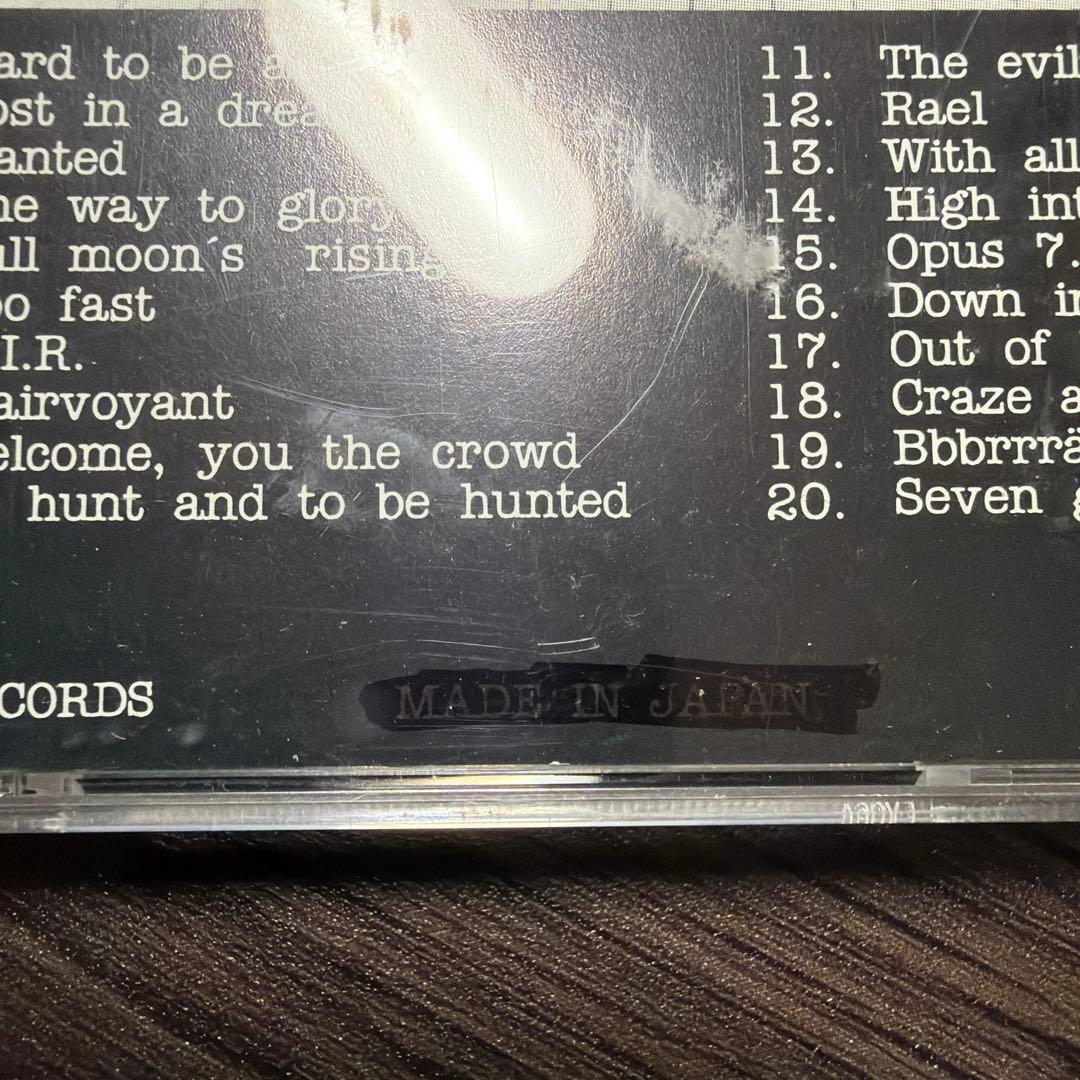 ard to be a
ost in a drea
anted
he way to glory
ull moon´s rising
oo fast
I.R.
airvoyant
elcome, you the crowd
hunt and to be hunted
11. The evil
12. Rael
13. With all
14. High int
15. Opus 7.
16. Down in
17. Out of
18. Craze a
19. Bbbrrrä
20. Seven g
CORDS
MADE IN JAPAN